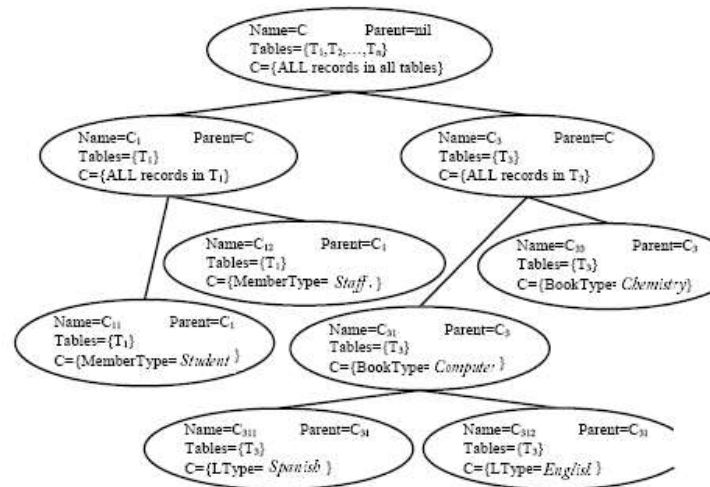 Name=C Parent=nil
Tables={T₁,T₂,…,Tₙ}
C={ALL records in all tables}
Name=C₁ Parent=C
Tables={T₁}
C={ALL records in T₁}
Name=C₃ Parent=C
Tables={T₃}
C={ALL records in T₃}
Name=C₁₂ Parent=C₁
Tables={T₁}
C={MemberType= Staff. }
Parent=C₃
Tables={T₃}
C={BookType= Chemistry}
Name=C₁₁ Parent=C₁
Tables={T₁}
C={MemberType= Student }
Name=C₃₁ Parent=C₃
Tables={T₃}
C={BookType= Computer }
Name=C₃₁₁ Parent=C₃₁
Tables={T₃}
C={LType= Spanish }
Name=C₃₁₂ Parent=C₃₁
Tables={T₃}
C={LType= English }